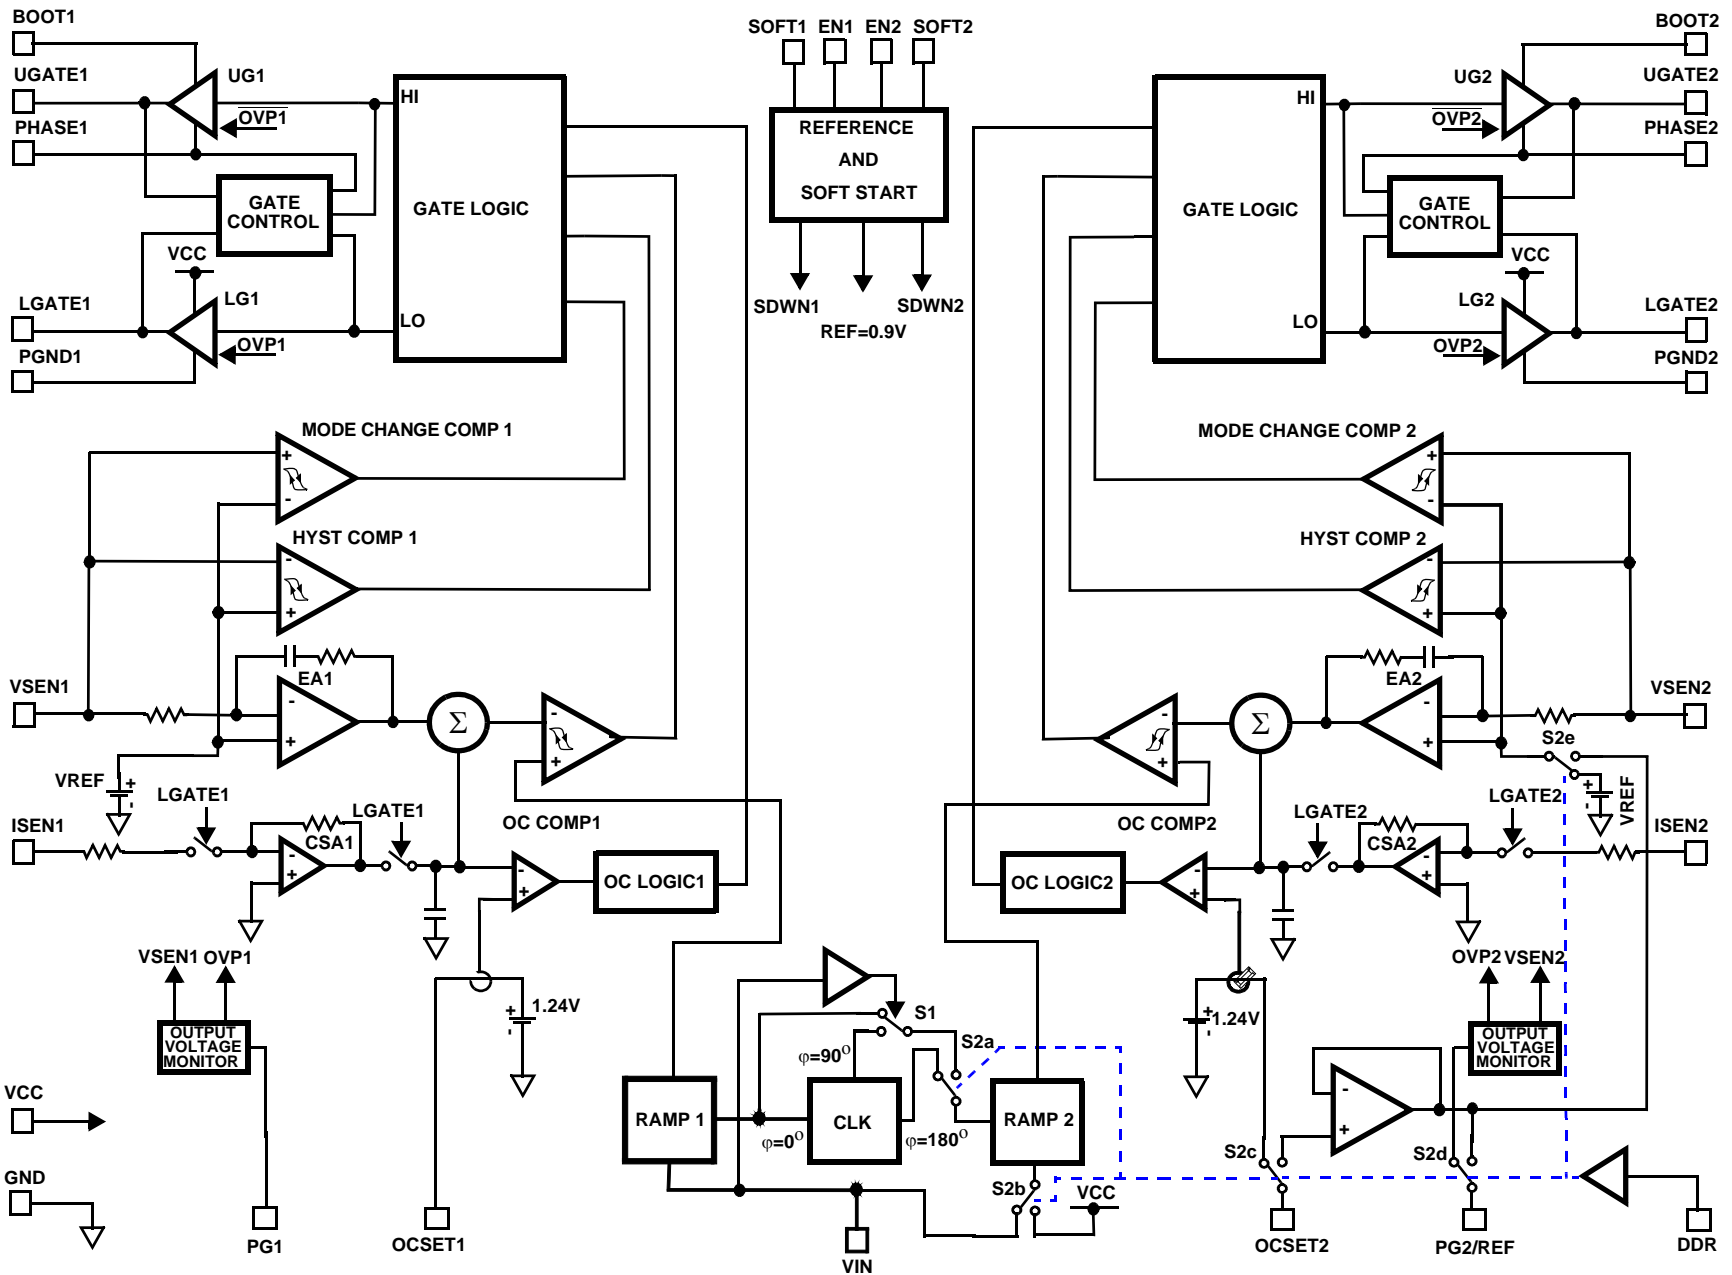 BOOT1
UGATE1
PHASE1
UG1
OVP1
HI
GATE LOGIC
GATE
CONTROL
VCC
LGATE1
PGND1
LG1
OVP1
LO
SOFT1 EN1 EN2 SOFT2
REFERENCE
AND
SOFT START
SDWN1
SDWN2
REF=0.9V
BOOT2
UGATE2
PHASE2
UG2
OVP2
HI
GATE LOGIC
GATE
CONTROL
VCC
LGATE2
PGND2
LG2
OVP2
LO
MODE CHANGE COMP 1
+
-
HYST COMP 1
-
+
EA1
-
+
VSEN1
VREF
+
-
Σ
-
+
ISEN1
LGATE1
CSA1
-
+
LGATE1
OC COMP1
-
+
OC LOGIC1
VSEN1 OVP1
OUTPUT
VOLTAGE
MONITOR
1.24V
+
-
MODE CHANGE COMP 2
+
-
HYST COMP 2
-
+
EA2
-
+
VSEN2
S2e
VREF
+
-
Σ
-
+
OC COMP2
LGATE2
CSA2
-
+
LGATE2
ISEN2
OC LOGIC2
-
+
1.24V
+
-
OVP2 VSEN2
OUTPUT
VOLTAGE
MONITOR
S1
S2a
φ=90°
RAMP 1
CLK
RAMP 2
φ=0°
φ=180°
S2b
VCC
-
+
S2c
S2d
VCC
GND
PG1
OCSET1
VIN
OCSET2
PG2/REF
DDR